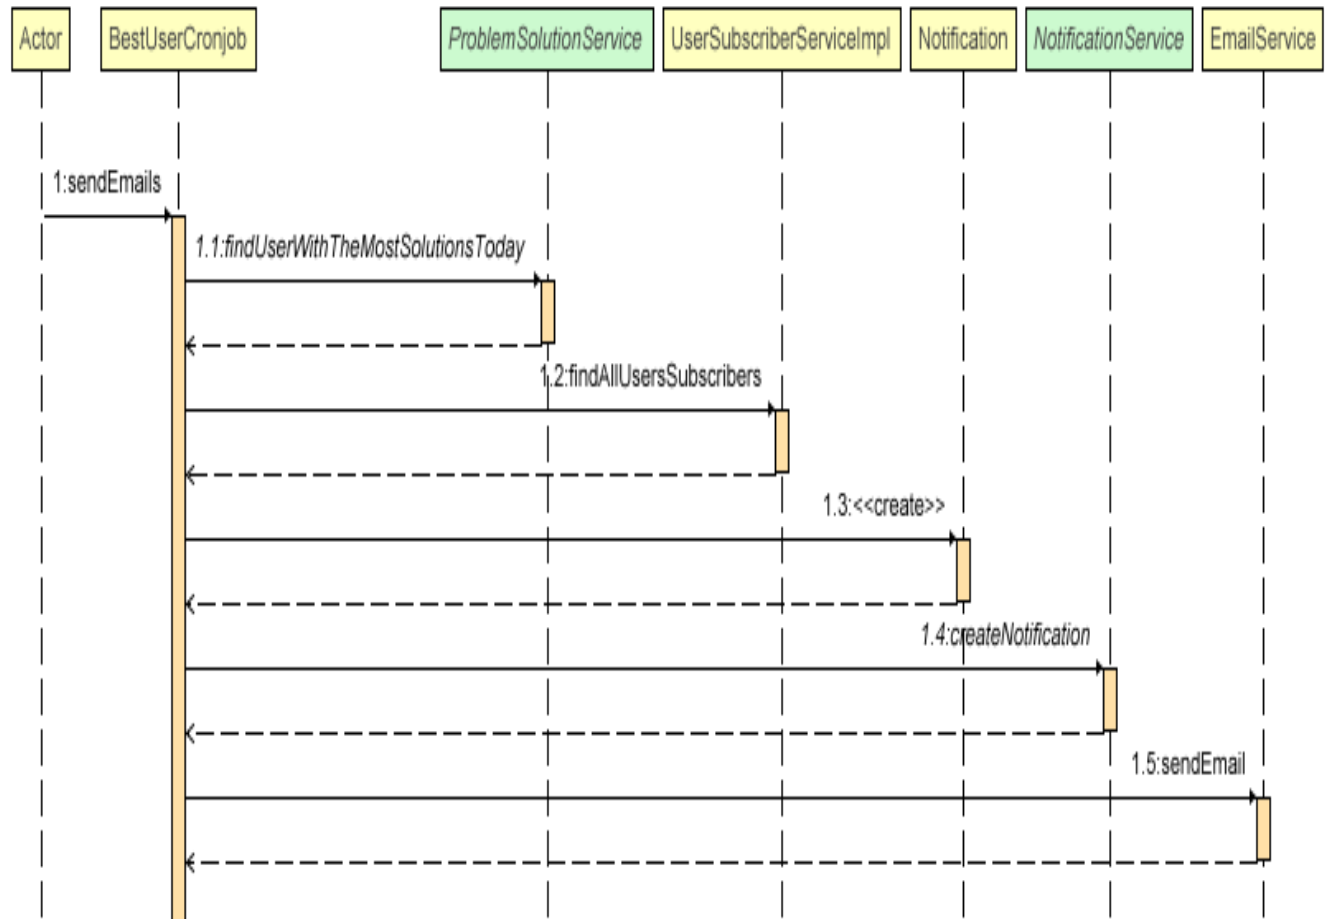 Actor
BestUserCronjob
ProblemSolutionService
UserSubscriberServiceImpl
Notification
NotificationService
EmailService
1:sendEmails
1.1:findUserWithTheMostSolutionsToday
1.2:findAllUsersSubscribers
1.3:<<create>>
1.4:createNotification
1.5:sendEmail